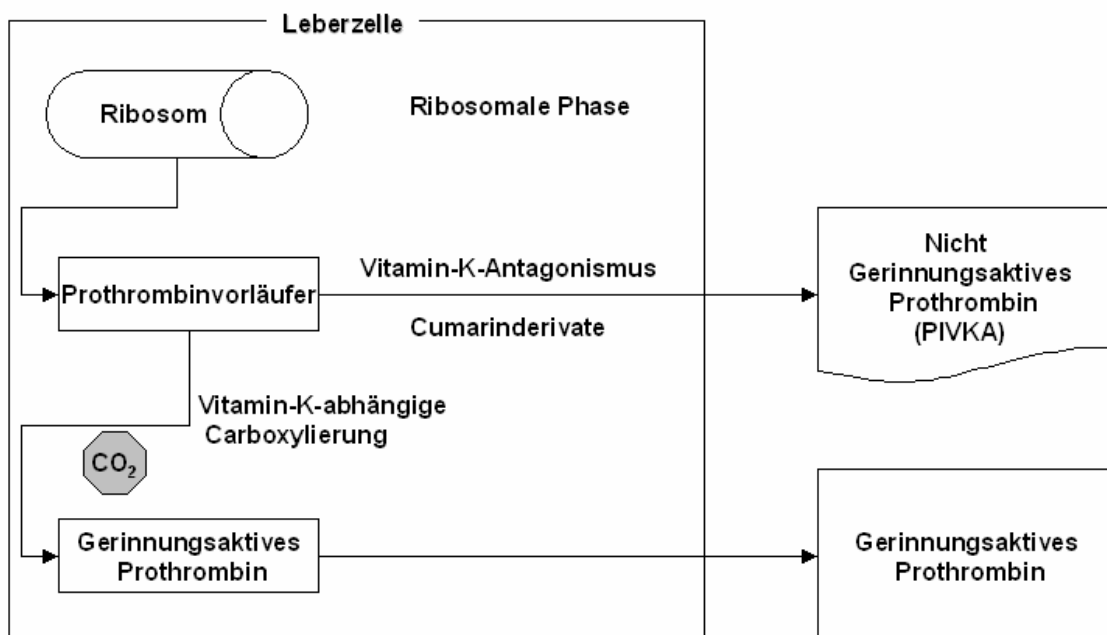 Leberzelle
Ribosom
Ribosomale Phase
Prothrombinvorläufer
Vitamin-K-Antagonismus
Cumarinderivate
Nicht
Gerinnungsaktives
Prothrombin
(PIVKA)
Vitamin-K-abhängige
Carboxylierung
CO₂
Gerinnungsaktives
Prothrombin
Gerinnungsaktives
Prothrombin